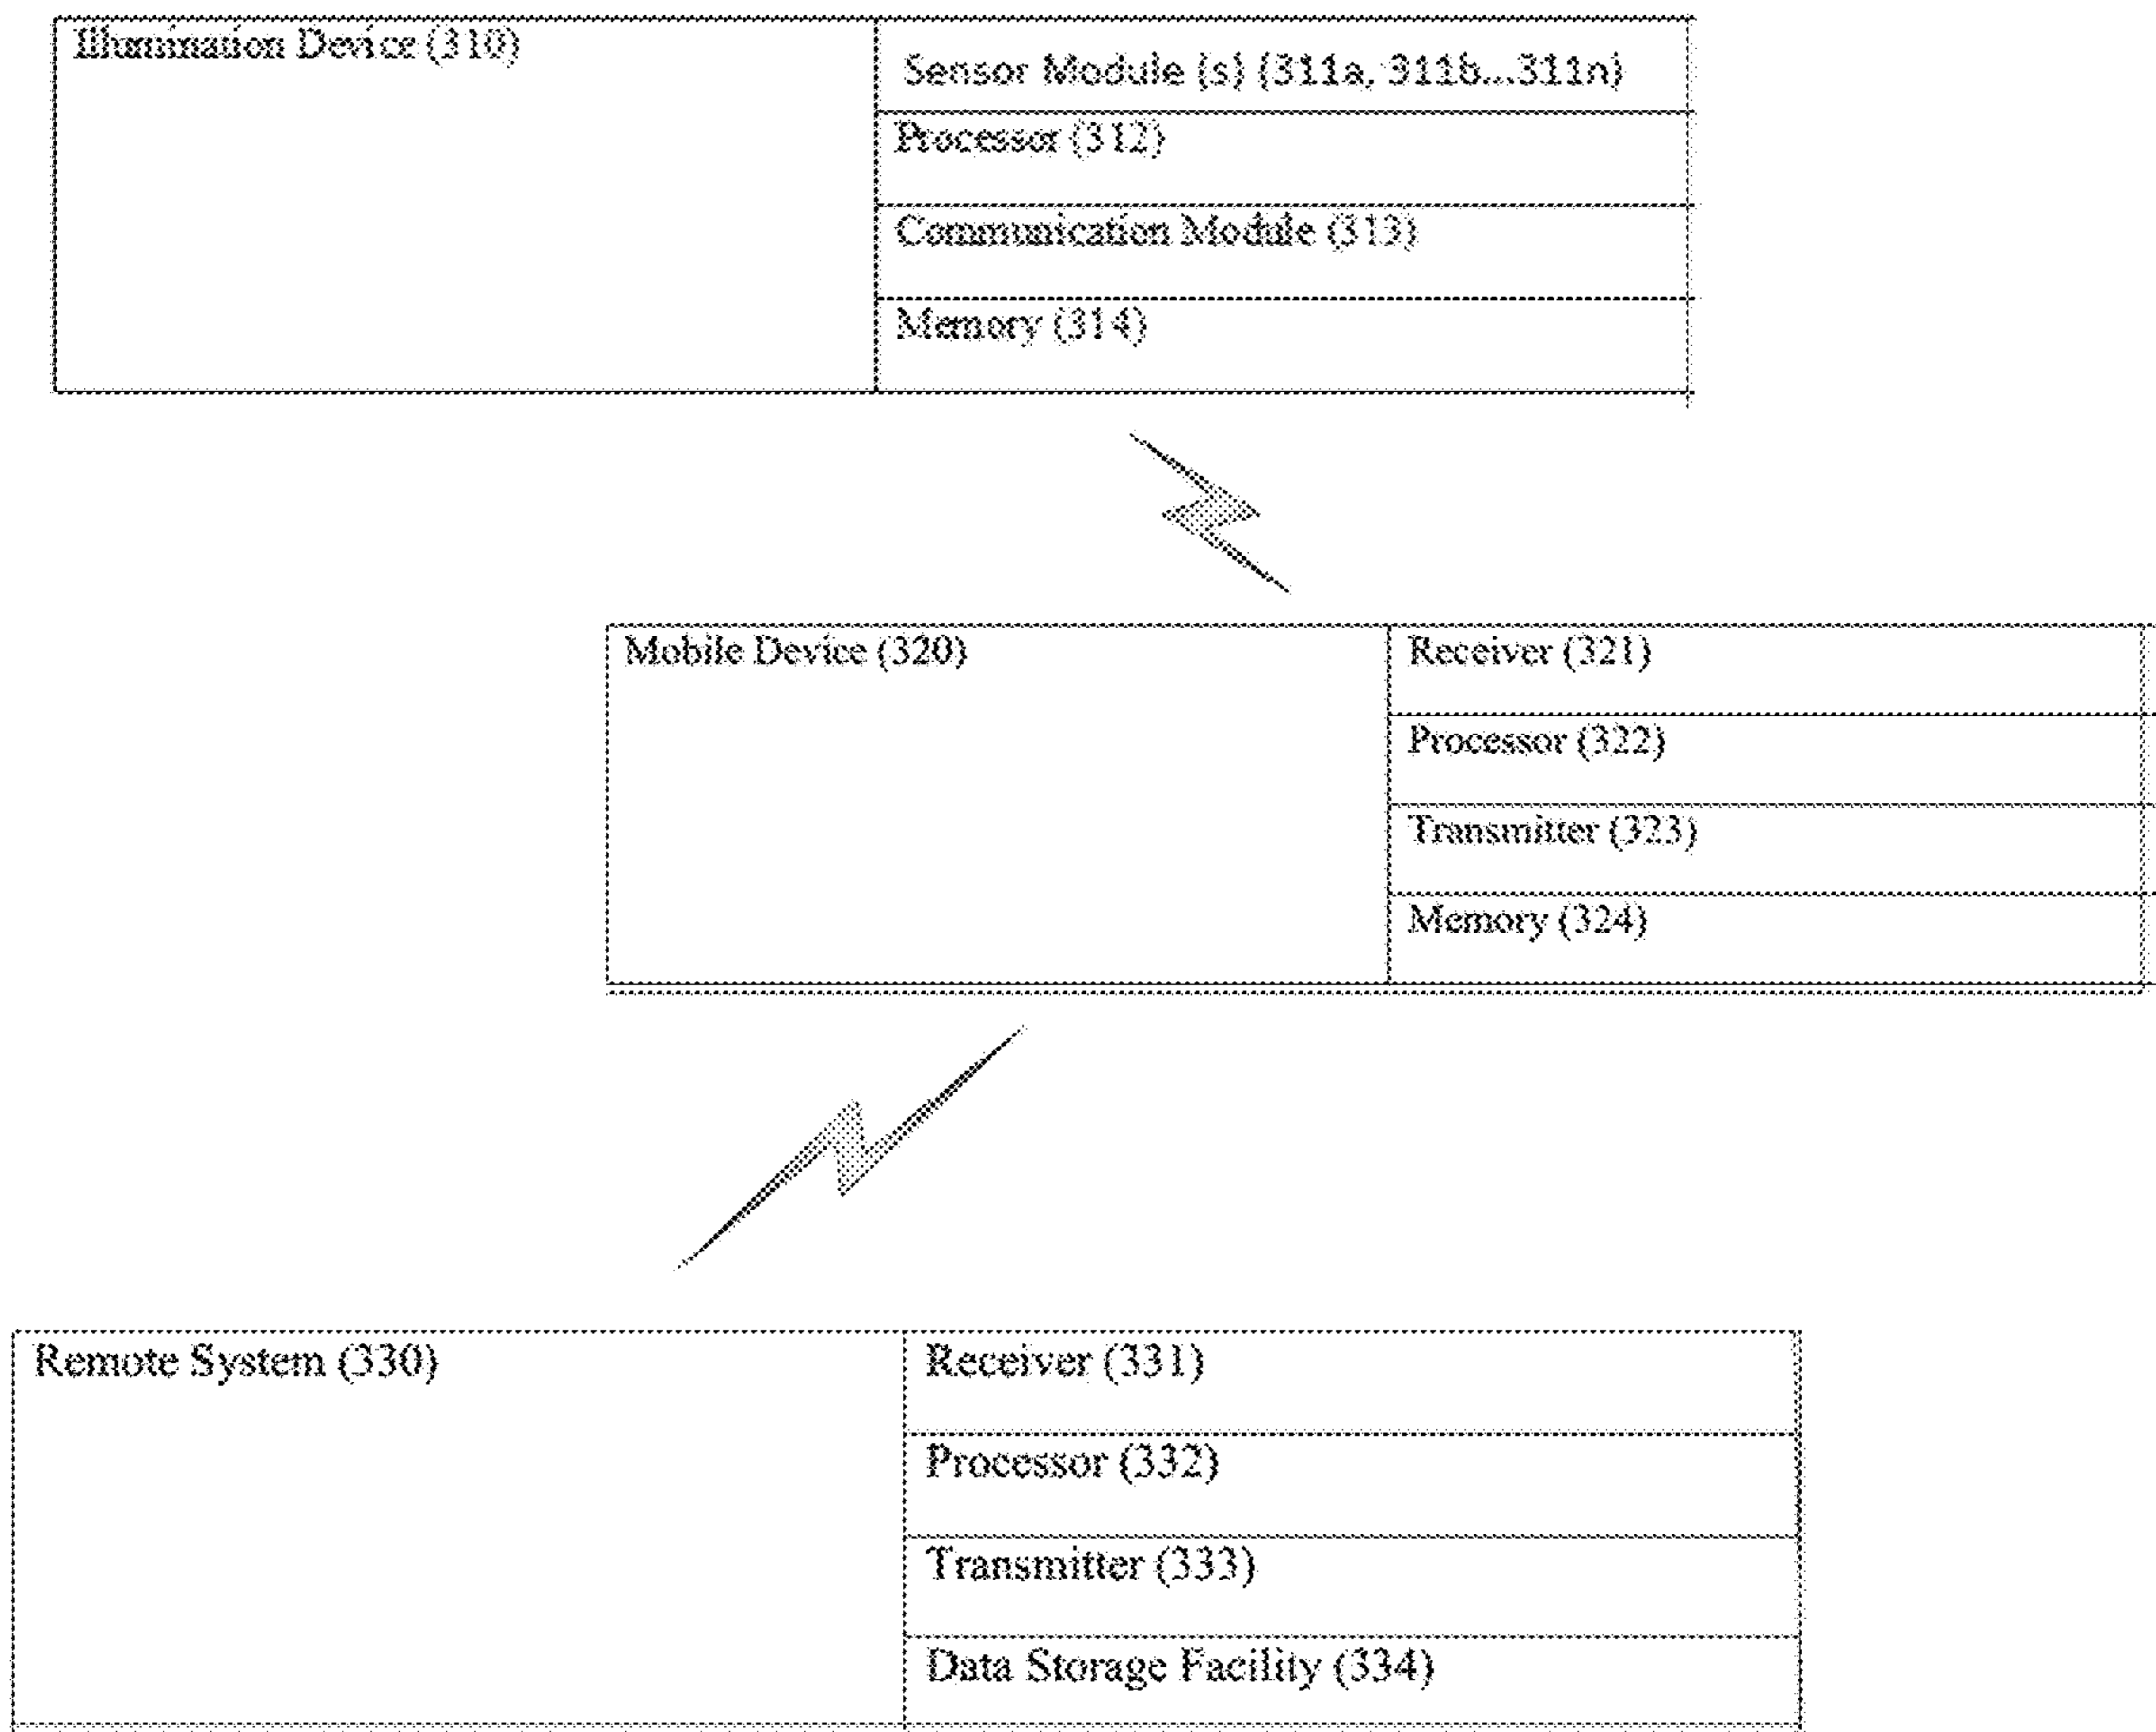 Illumination Device (310)
Sensor Module (s) (311a, 311b...311n)
Processor (312)
Communication Module (313)
Memory (314)
Mobile Device (320)
Receiver (321)
Processor (322)
Transmitter (323)
Memory (324)
Remote System (330)
Receiver (331)
Processor (332)
Transmitter (333)
Data Storage Facility (334)